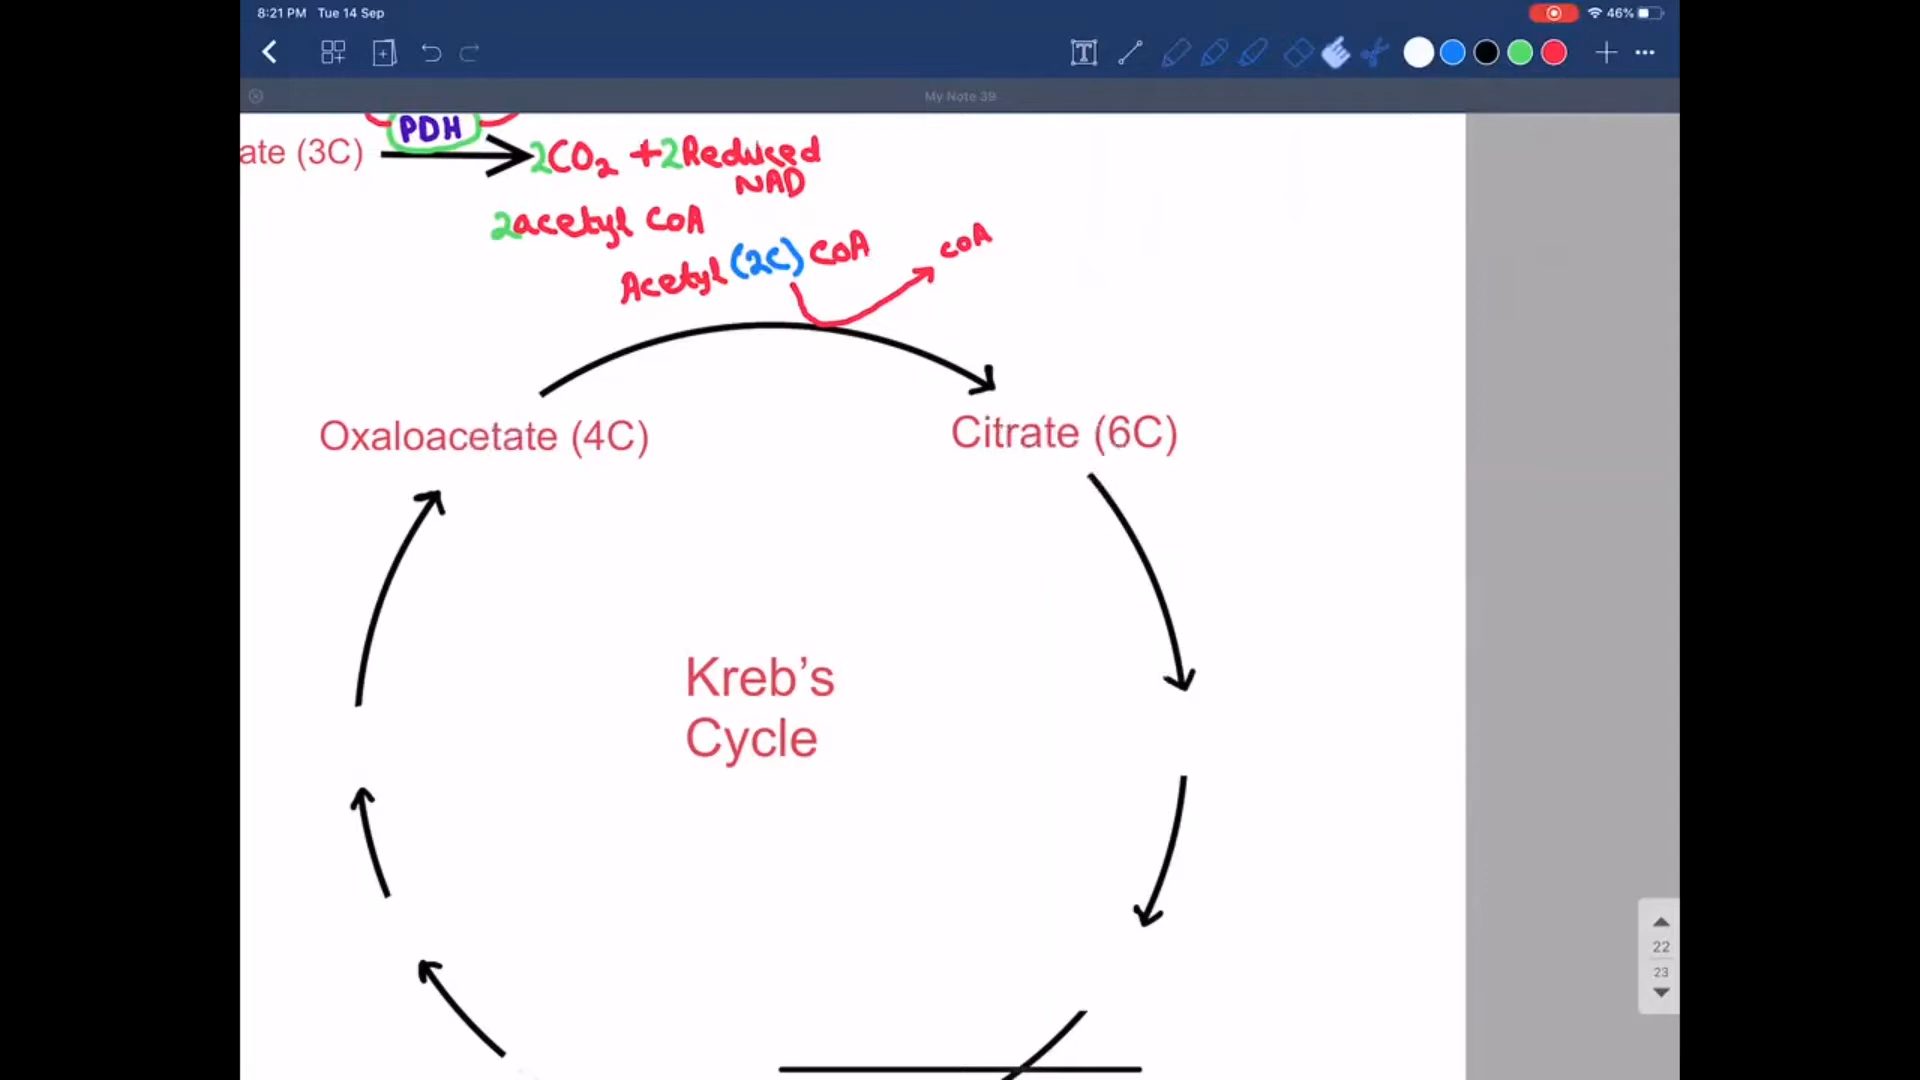 8:21 PM Tue 14 Sep
46%
T
My Note 39
PDH
ate (3C)
2CO2 + 2Reduced
NAD
2acetyl CoA
Acetyl (2C) CoA
CoA
Oxaloacetate (4C)
Citrate (6C)
Kreb’s
Cycle
22
23